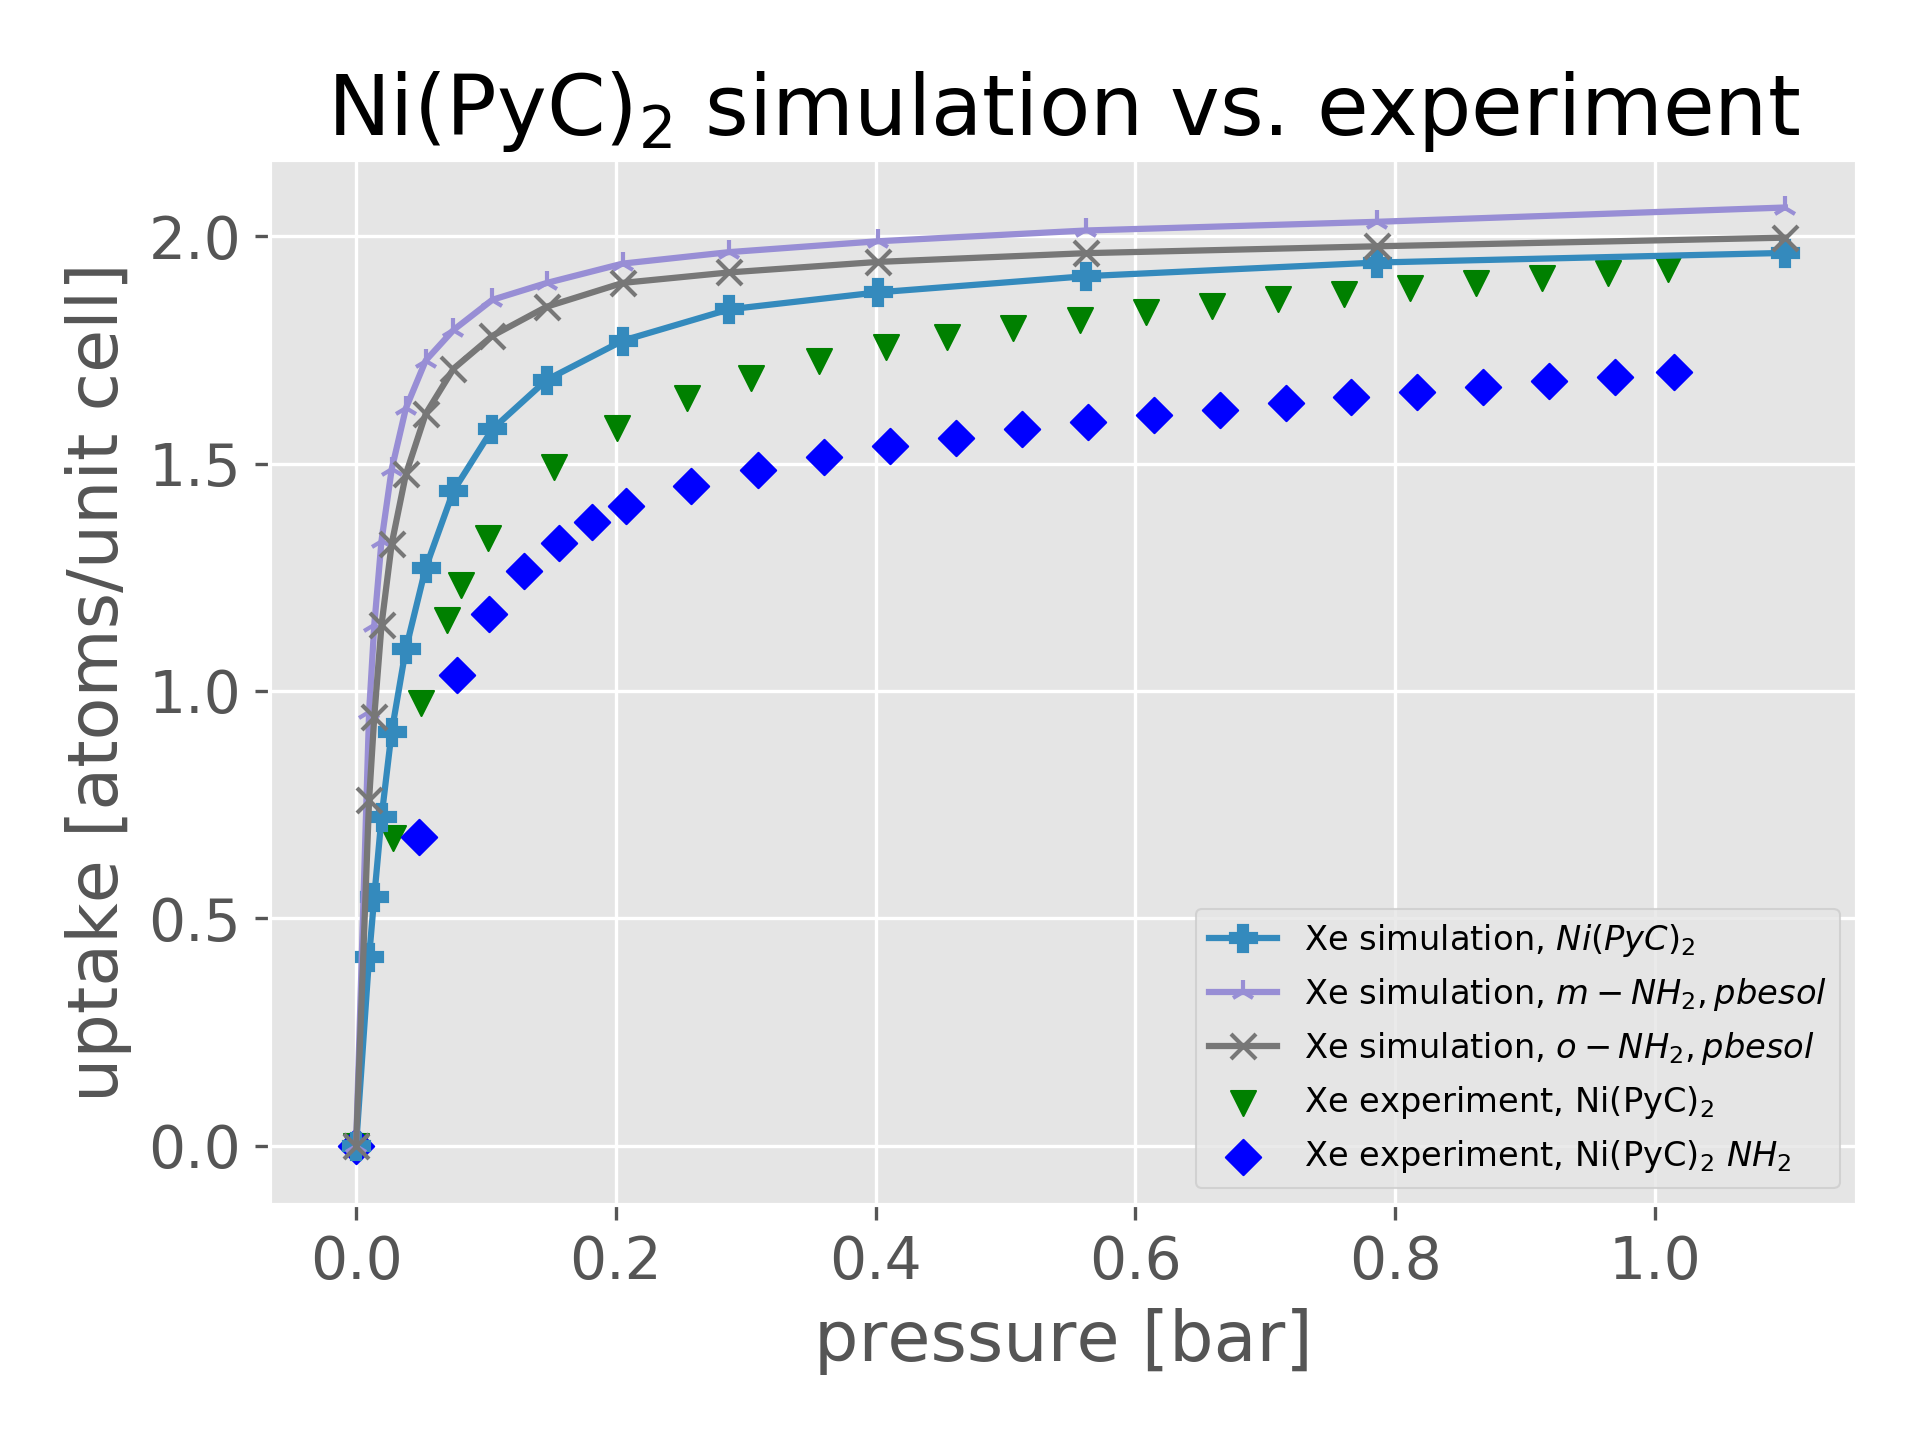 Ni(PyC)₂ simulation vs. experiment
uptake [atoms/unit cell]
2.0
1.5
1.0
0.5
0.0
Xe simulation, Ni(PyC)₂
Xe simulation, m − NH₂, pbesol
Xe simulation, o − NH₂, pbesol
Xe experiment, Ni(PyC)₂
Xe experiment, Ni(PyC)₂ NH₂
0.0 0.2 0.4 0.6 0.8 1.0
pressure [bar]